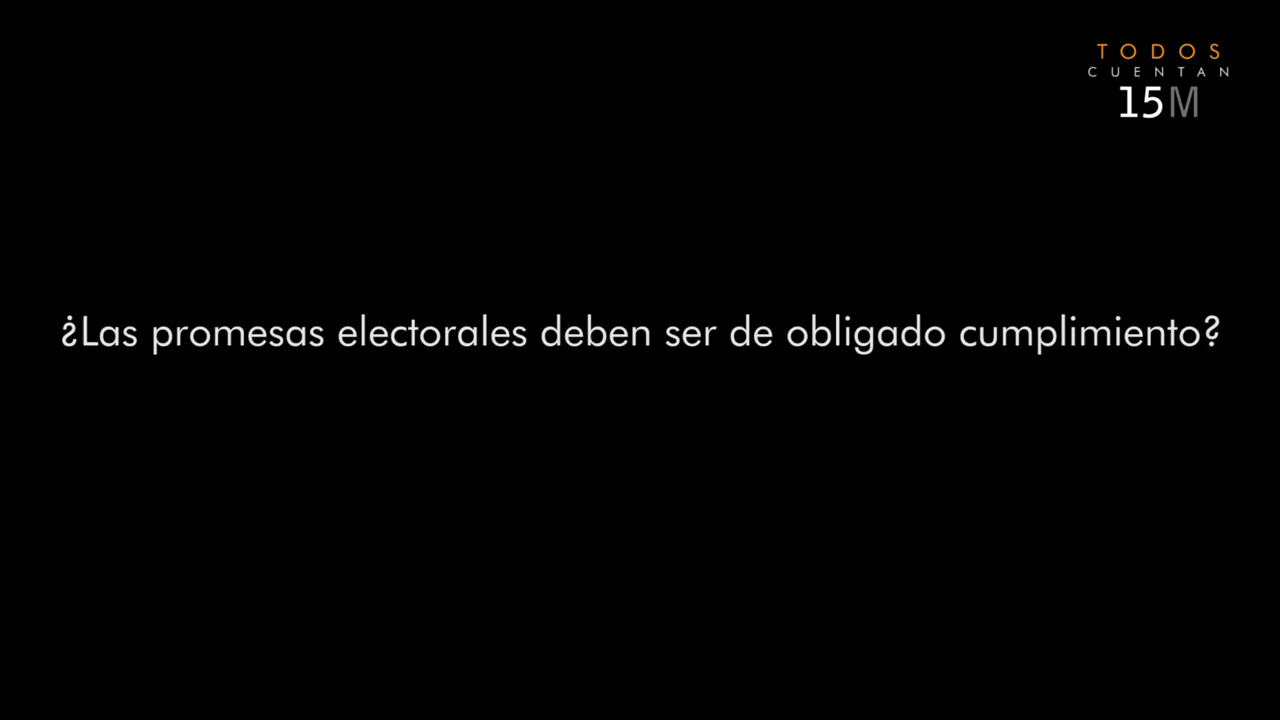 TODOS
CUENTAN
15M
¿Las promesas electorales deben ser de obligado cumplimiento?